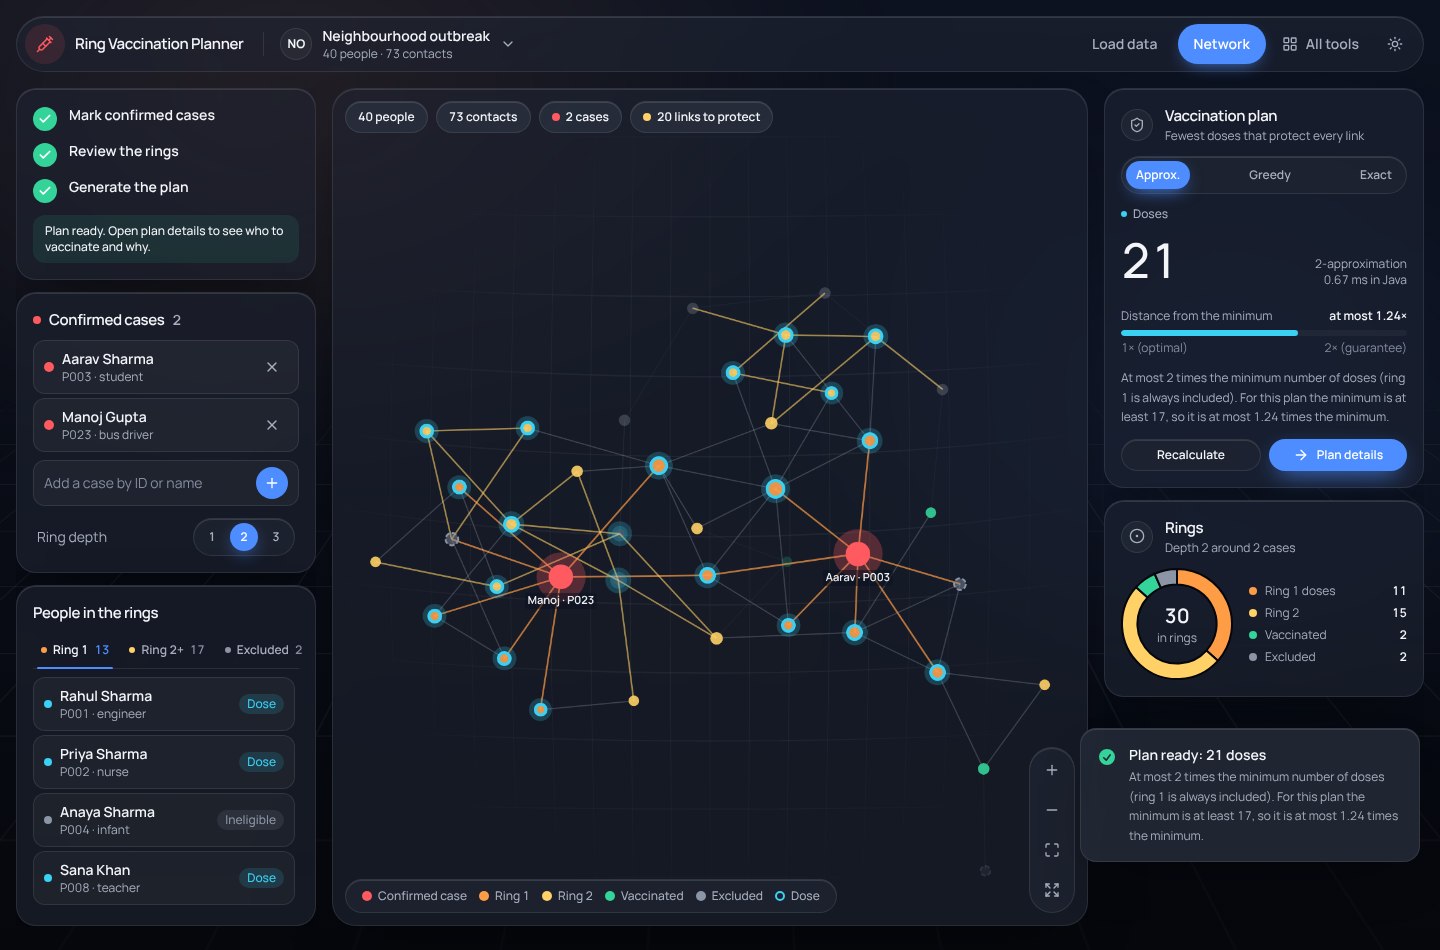 Ring Vaccination Planner
NO
Neighbourhood outbreak
40 people · 73 contacts
Load data
Network
All tools
Mark confirmed cases
Review the rings
Generate the plan
Plan ready. Open plan details to see who to
vaccinate and why.
Confirmed cases 2
Aarav Sharma
P003 · student
Manoj Gupta
P023 · bus driver
Add a case by ID or name
Ring depth
1 2 3
People in the rings
Ring 1 13
Ring 2+ 17
Excluded 2
Rahul Sharma
P001 · engineer
Dose
Priya Sharma
P002 · nurse
Dose
Anaya Sharma
P004 · infant
Ineligible
Sana Khan
P008 · teacher
Dose
40 people
73 contacts
2 cases
20 links to protect
Aarav · P003
Manoj · P023
Confirmed case
Ring 1
Ring 2
Vaccinated
Excluded
Dose
Vaccination plan
Fewest doses that protect every link
Approx.
Greedy
Exact
Doses
21
2-approximation
0.67 ms in Java
Distance from the minimum
at most 1.24×
1× (optimal)
2× (guarantee)
At most 2 times the minimum number of doses (ring
1 is always included). For this plan the minimum is at
least 17, so it is at most 1.24 times the minimum.
Recalculate
Plan details
Rings
Depth 2 around 2 cases
30
in rings
Ring 1 doses 11
Ring 2 15
Vaccinated 2
Excluded 2
Plan ready: 21 doses
At most 2 times the minimum number of doses
(ring 1 is always included). For this plan the
minimum is at least 17, so it is at most 1.24 times
the minimum.